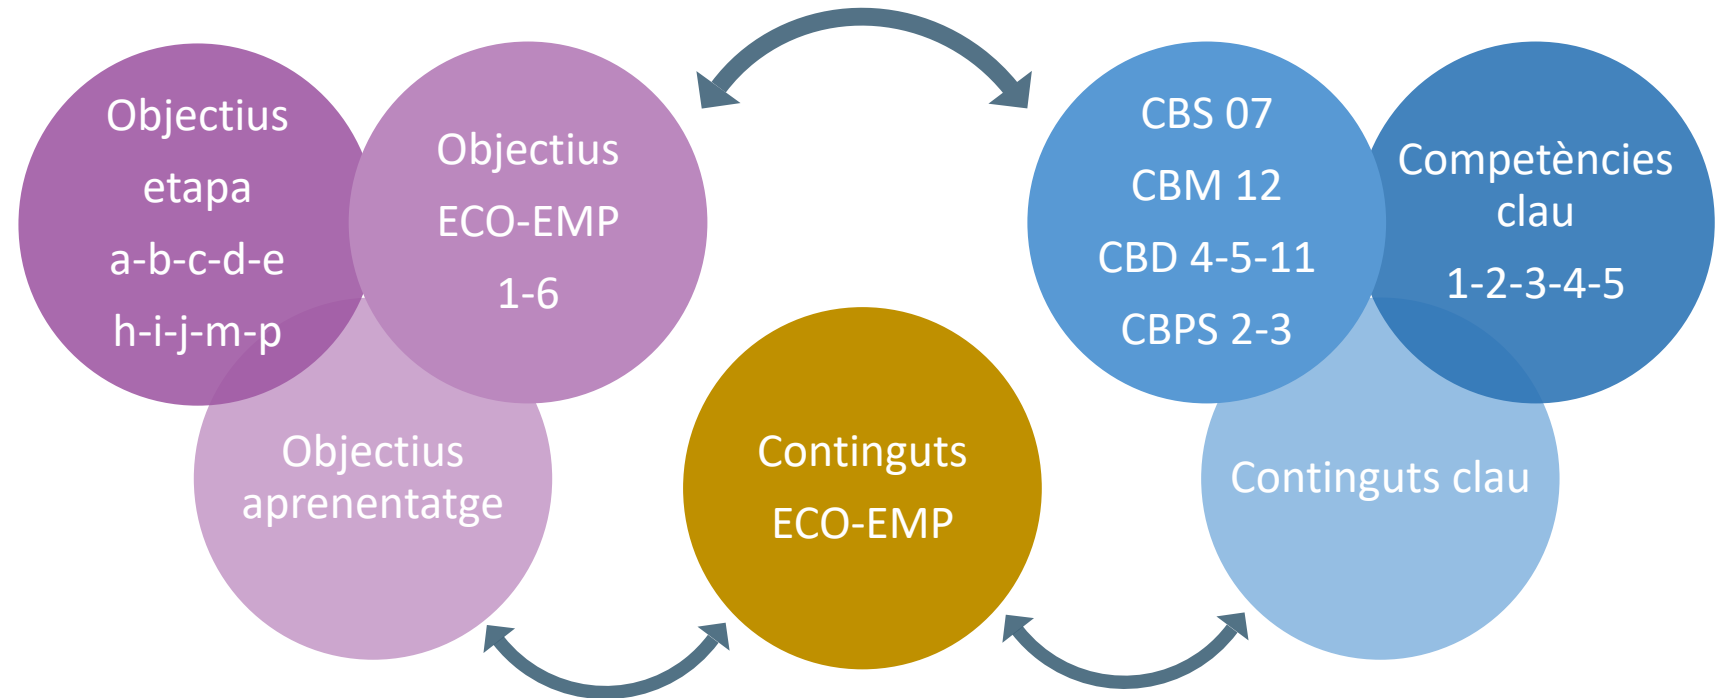 Objectius
etapa
a-b-c-d-e
h-i-j-m-p
Objectius
ECO-EMP
1-6
Objectius
aprenentatge
Continguts
ECO-EMP
CBS 07
CBM 12
CBD 4-5-11
CBPS 2-3
Competències
clau
1-2-3-4-5
Continguts clau